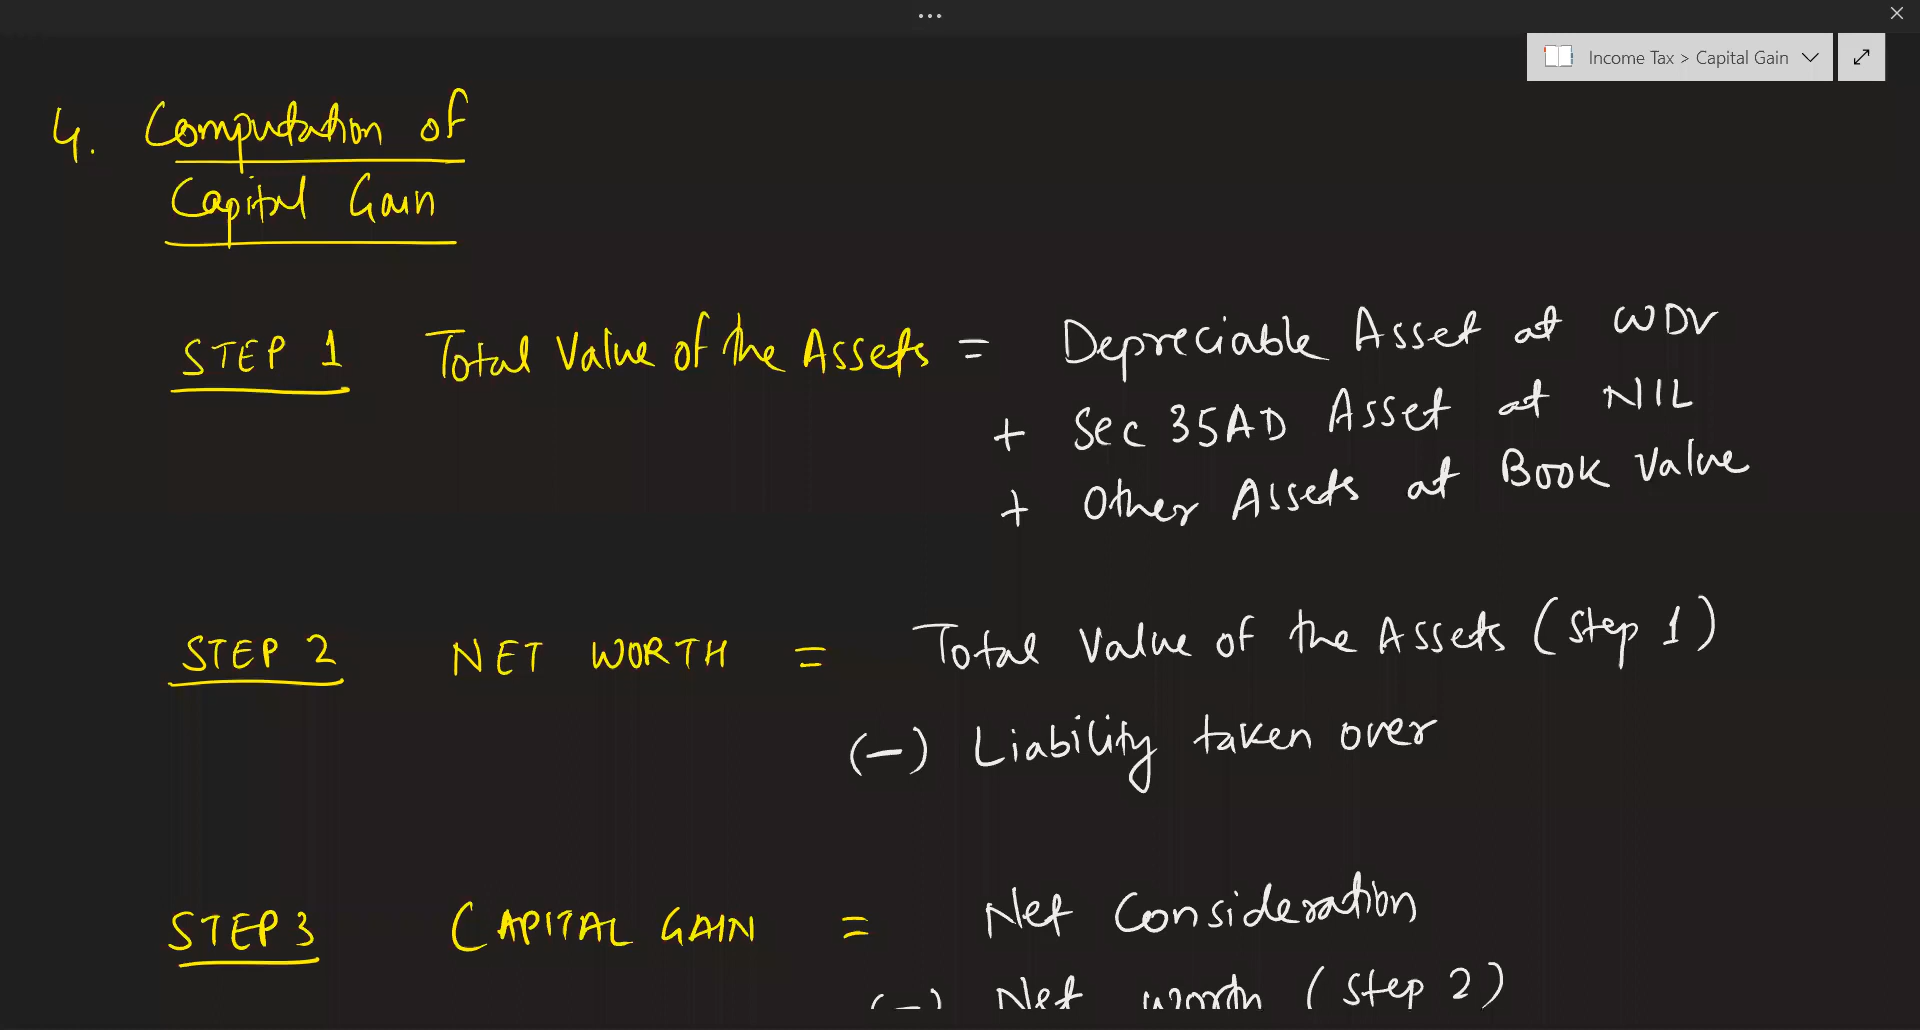 ...
Income Tax > Capital Gain
4. Computation of
Capital Gain
STEP 1 Total Value of the Assets = Depreciable Asset at WDV
+ Sec 35AD Asset at NIL
+ Other Assets at Book Value
STEP 2 NET WORTH = Total Value of the Assets (Step 1)
(-) Liability taken over
STEP 3 CAPITAL GAIN = Net Consideration
(-) Net worth (Step 2)